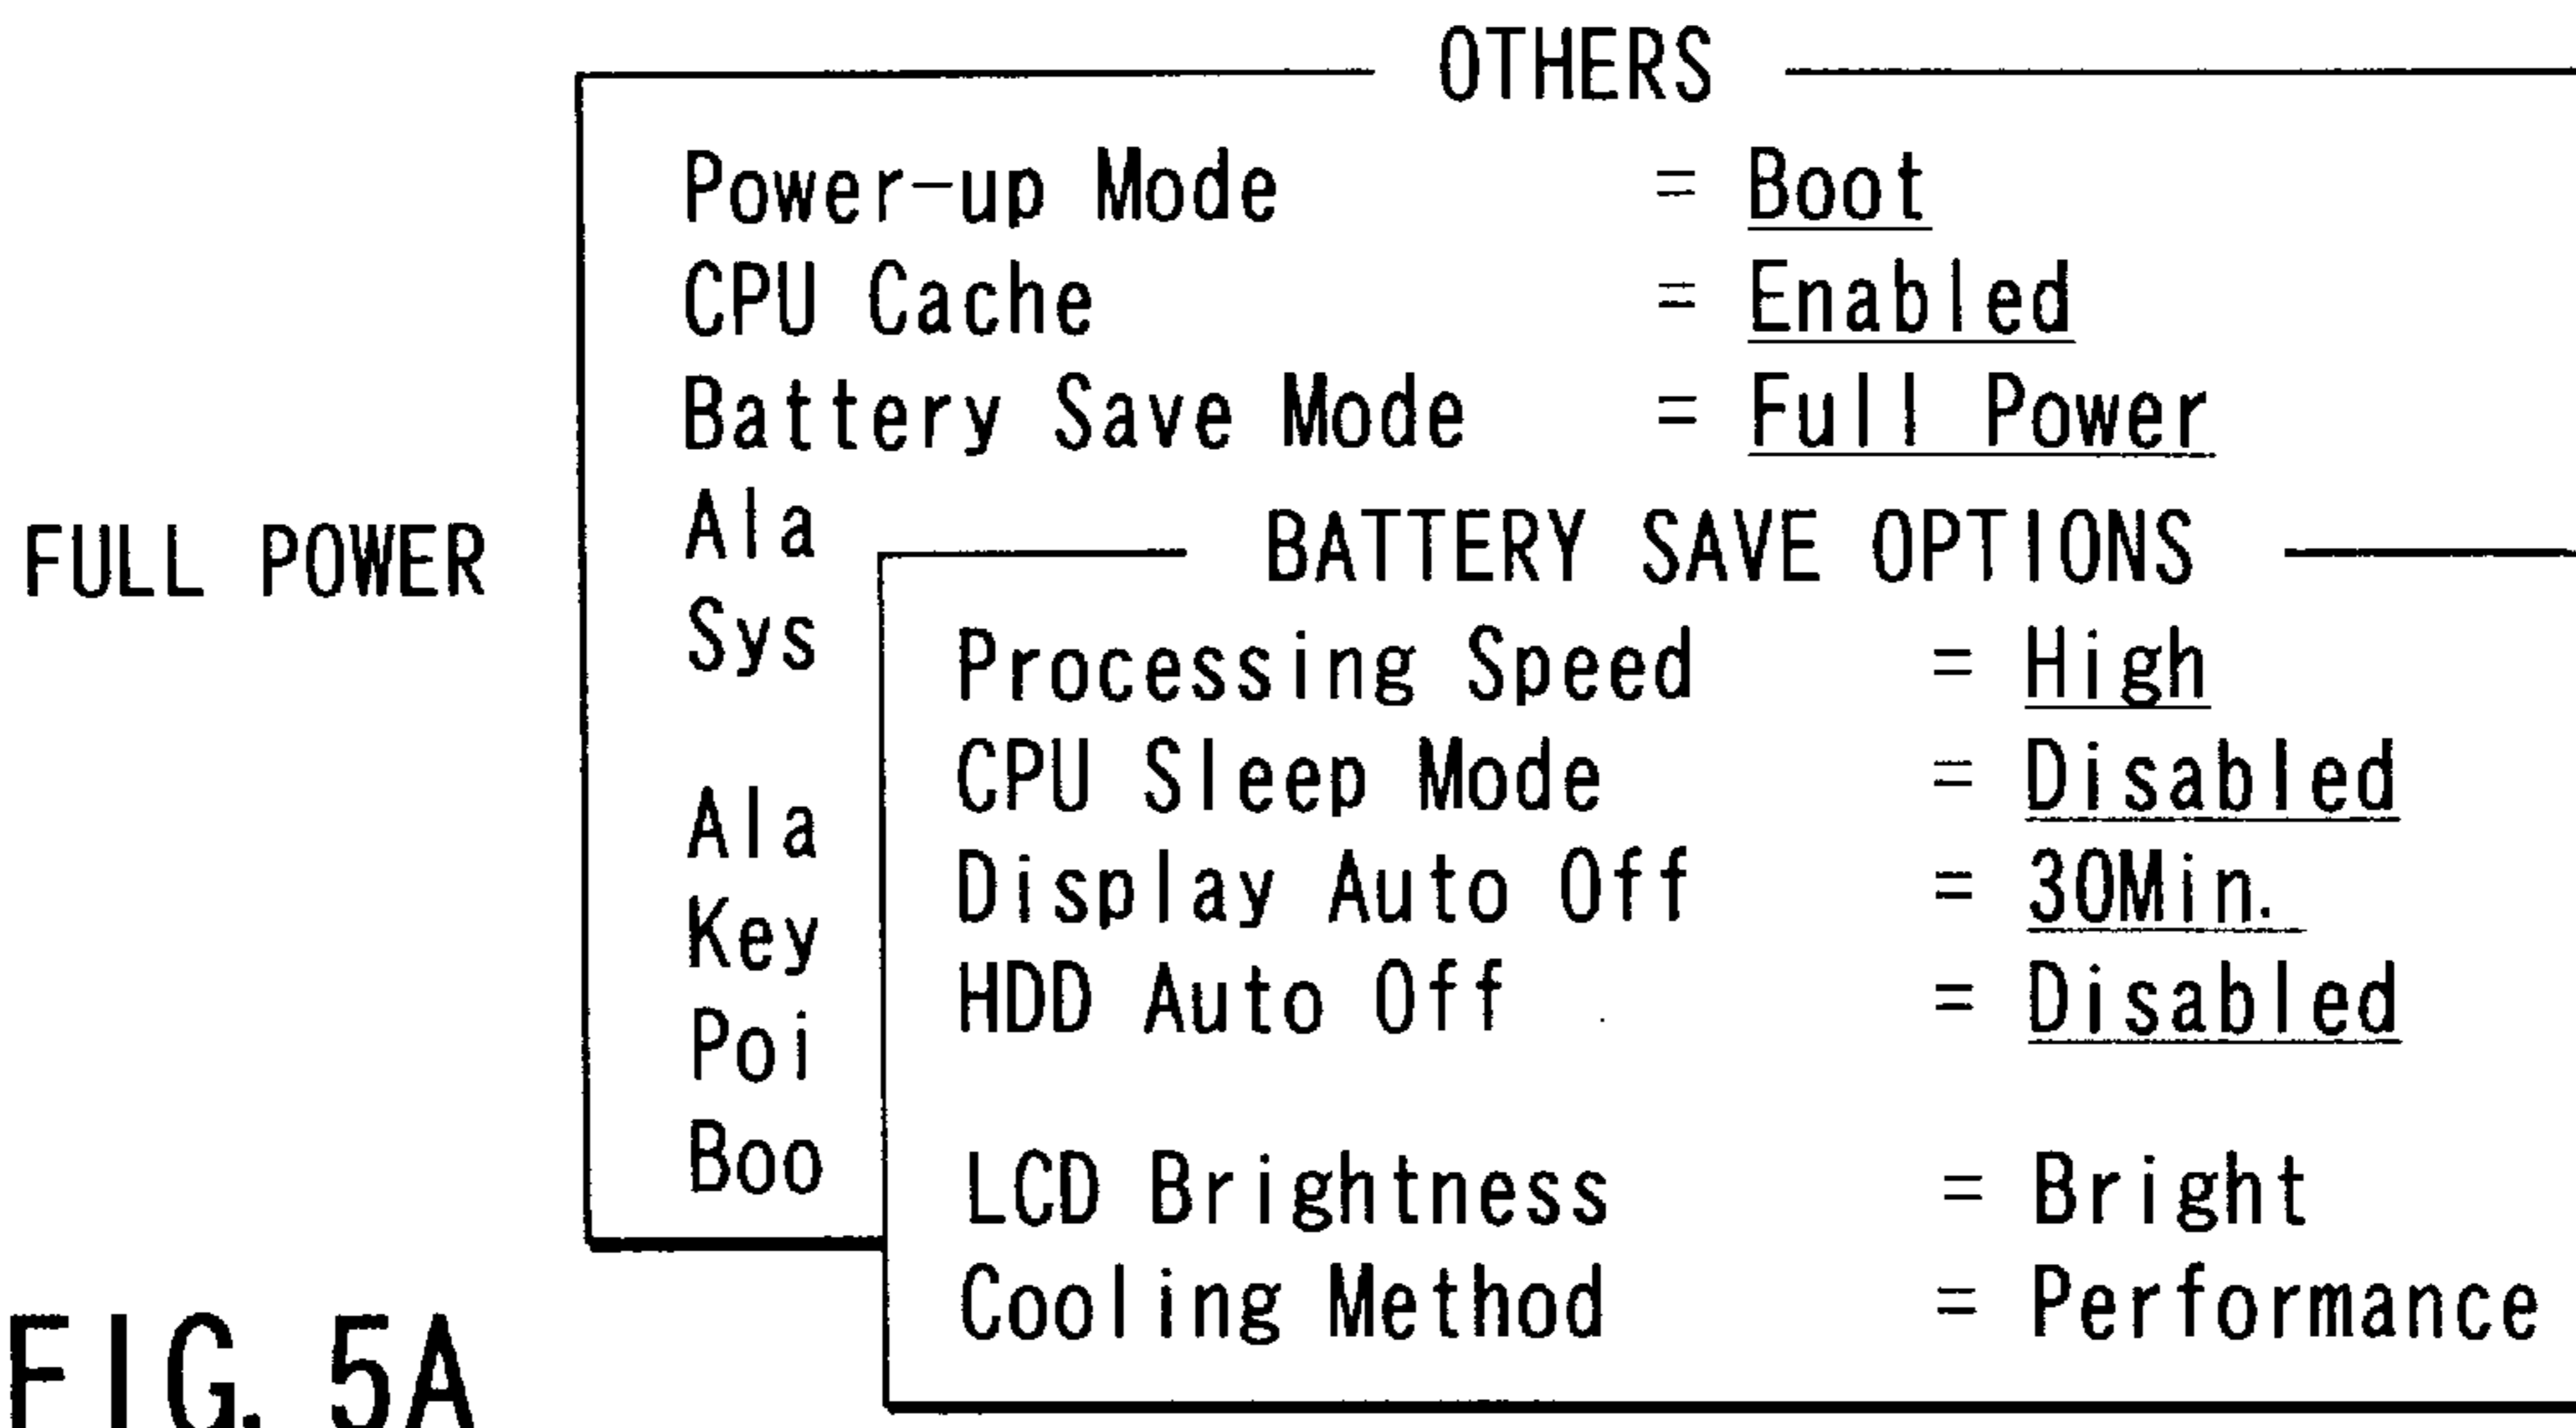 OTHERS
Power-up Mode = Boot
CPU Cache = Enabled
Battery Save Mode = Full Power
Ala
FULL POWER
BATTERY SAVE OPTIONS
Sys
Processing Speed = High
CPU Sleep Mode = Disabled
Ala
Display Auto Off = 30Min.
Key
HDD Auto Off = Disabled
Poi
Boo
LCD Brightness = Bright
Cooling Method = Performance
FIG. 5A